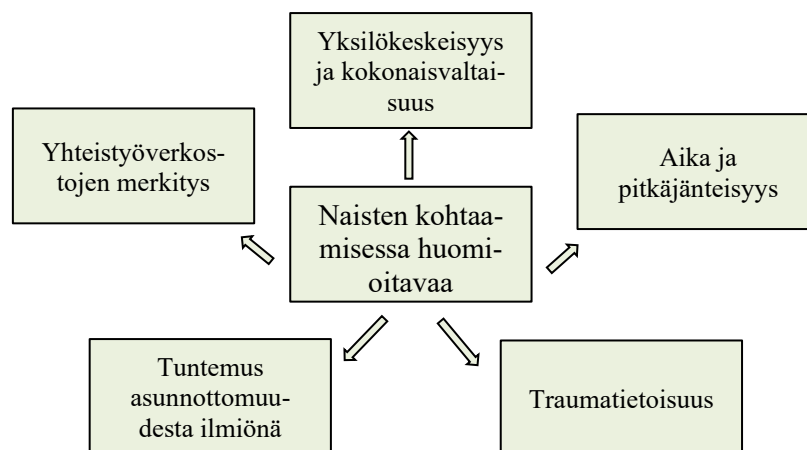 Yksilökeskeisyys
ja kokonaisvaltai-
suus
Yhteistyöverkos-
tojen merkitys
Aika ja
pitkäjänteisyys
Naisten kohtaa-
misessa huomi-
oitavaa
Tuntemus
asunnottomuu-
desta ilmiönä
Traumatietoisuus